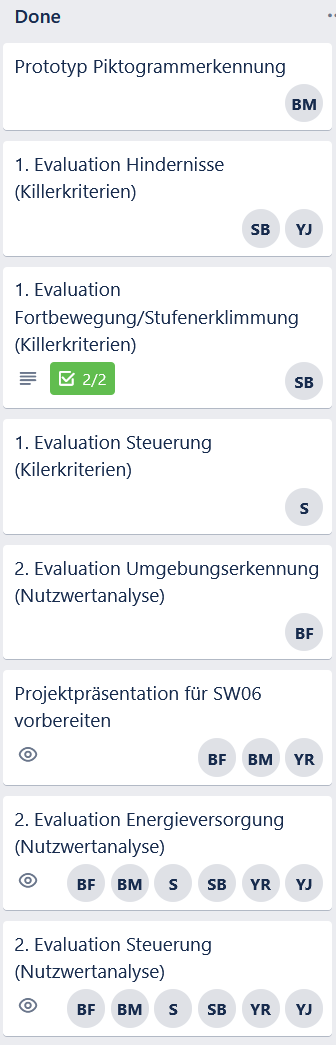 Done
Prototyp Piktogrammerkennung
BM
1. Evaluation Hindernisse
(Killerkriterien)
SB YJ
1. Evaluation
Fortbewegung/Stufenerklimmung
(Killerkriterien)
2/2 SB
1. Evaluation Steuerung
(Kilerkriterien)
S
2. Evaluation Umgebungserkennung
(Nutzwertanalyse)
BF
Projektpräsentation für SW06
vorbereiten
BF BM YR
2. Evaluation Energieversorgung
(Nutzwertanalyse)
BF BM S SB YR YJ
2. Evaluation Steuerung
(Nutzwertanalyse)
BF BM S SB YR YJ